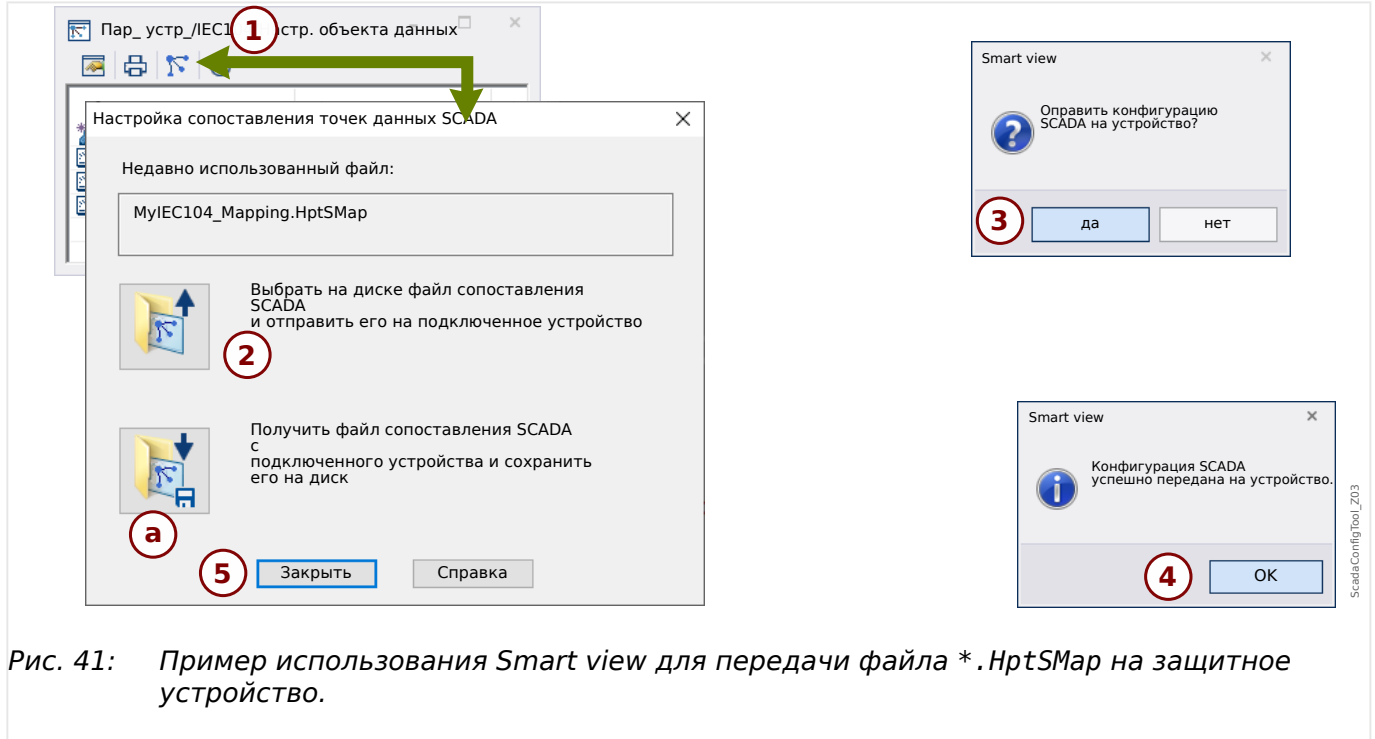 Пар_ устр_/IEC1 стр. объекта данных
1
Настройка сопоставления точек данных SCADA
Недавно использованный файл:
MyIEC104_Mapping.HptSMap
Выбрать на диске файл сопоставления
SCADA
и отправить его на подключенное устройство
2
Получить файл сопоставления SCADA
с
подключенного устройства и сохранить
его на диск
a
5
Закрыть
Справка
Smart view
Оправить конфигурацию
SCADA на устройство?
3
да
нет
Smart view
Конфигурация SCADA
успешно передана на устройство.
4
OK
ScadaConfigTool_Z03
Рис. 41: Пример использования Smart view для передачи файла *.HptSMap на защитное
устройство.